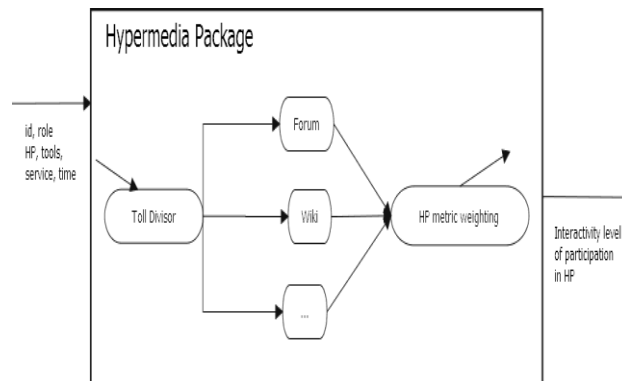 Hypermedia Package
id, role
HP, tools,
service, time
Toll Divisor
Forum
Wiki
...
HP metric weighting
Interactivity level
of participation
in HP